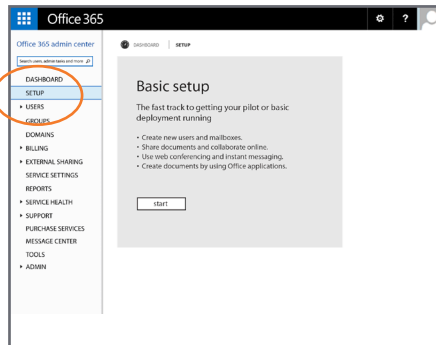 Office 365
?
Office 365 admin center
Search users, admin tasks and more
DASHBOARD
SETUP
USERS
GROUPS
DOMAINS
BILLING
EXTERNAL SHARING
SERVICE SETTINGS
REPORTS
SERVICE HEALTH
SUPPORT
PURCHASE SERVICES
MESSAGE CENTER
TOOLS
ADMIN
DASHBOARD | SETUP
Basic setup
The fast track to getting your pilot or basic
deployment running
• Create new users and mailboxes.
• Share documents and collaborate online.
• Use web conferencing and instant messaging.
• Create documents by using Office applications.
start